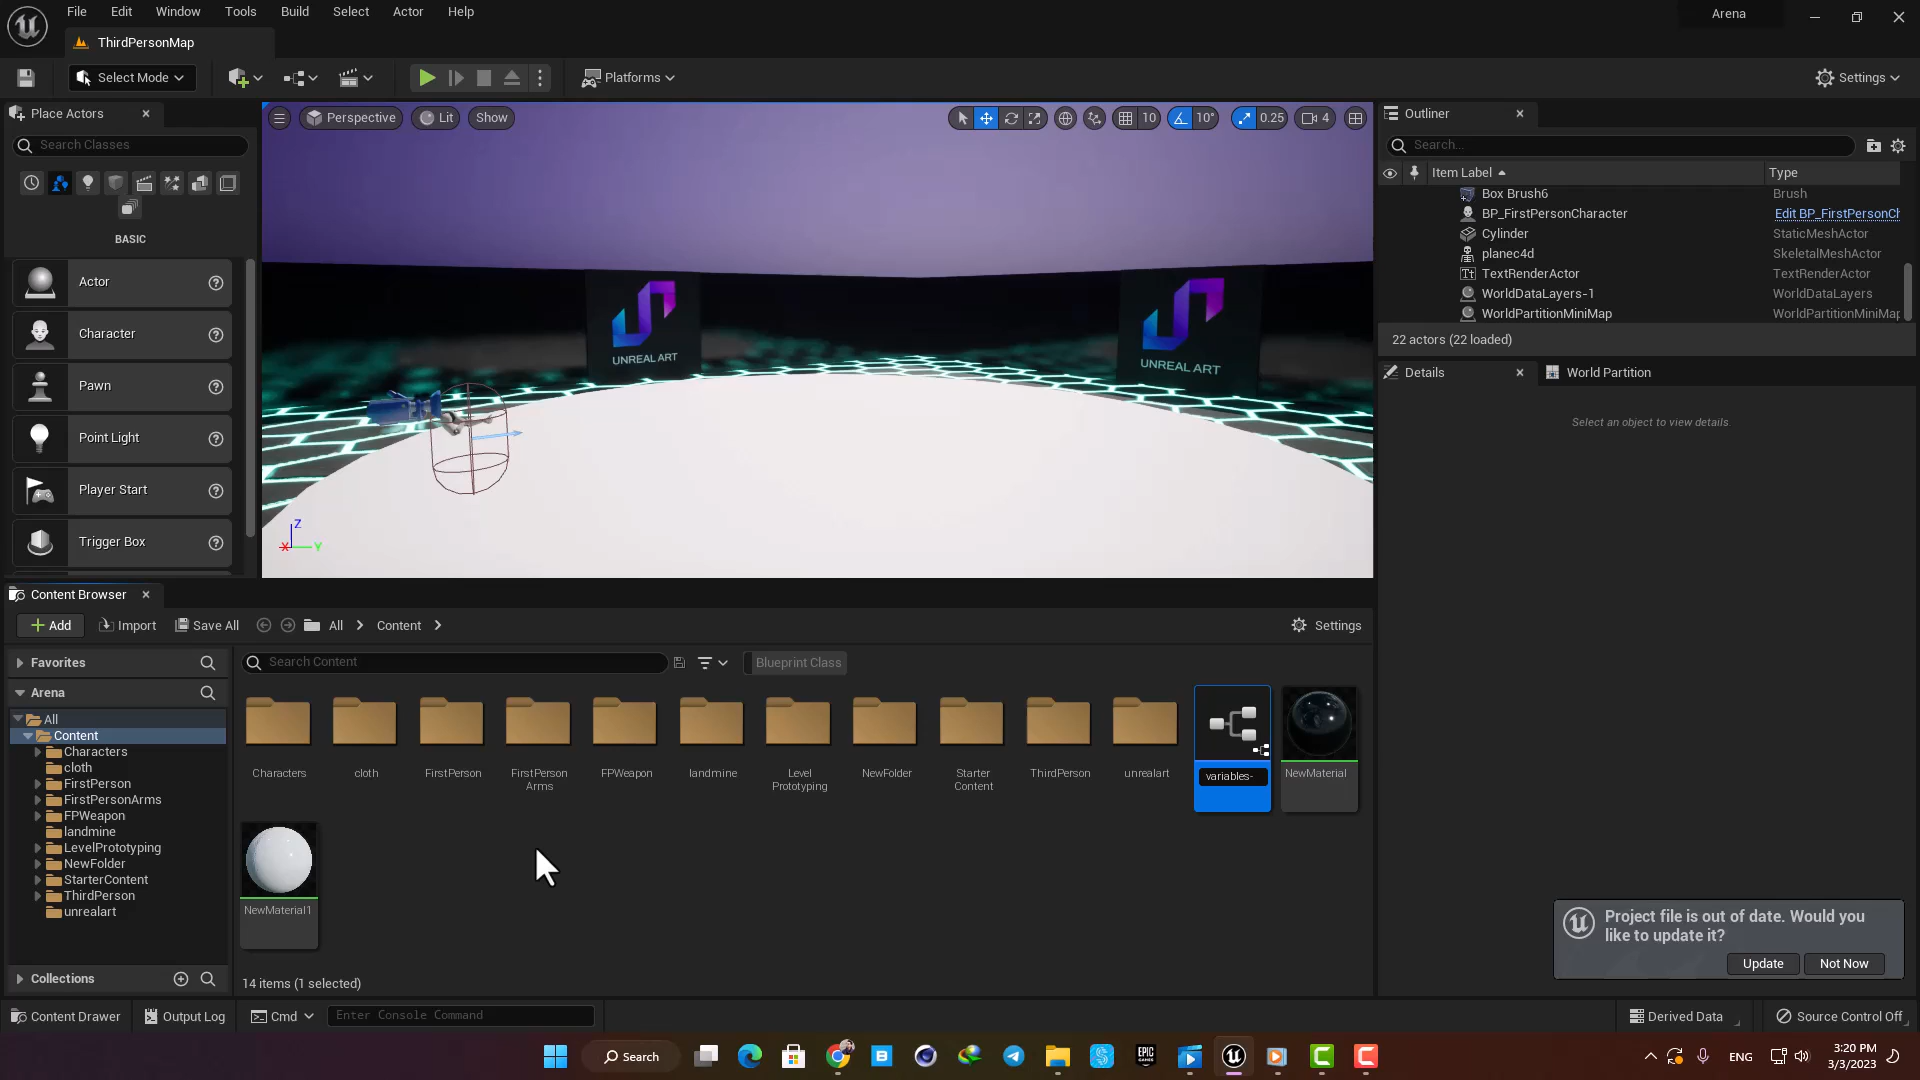 File Edit Window Tools Build Select Actor Help
Arena
ThirdPersonMap
Select Mode
Platforms
Settings
Place Actors
Search Classes
BASIC
Actor
Character
Pawn
Point Light
Player Start
Trigger Box
Perspective Lit Show
10 10° 0.25 4
UNREAL ART
UNREAL ART
Z
X Y
Outliner
Search...
Item Label Type
Box Brush6 Brush
BP_FirstPersonCharacter Edit BP_FirstPersonCh
Cylinder StaticMeshActor
planec4d SkeletalMeshActor
TextRenderActor TextRenderActor
WorldDataLayers-1 WorldDataLayers
WorldPartitionMiniMap WorldPartitionMiniMap
22 actors (22 loaded)
Details World Partition
Select an object to view details.
Content Browser
Add Import Save All All Content Settings
Favorites
Arena
All
Content
Characters
cloth
FirstPerson
FirstPersonArms
FPWeapon
landmine
LevelPrototyping
NewFolder
StarterContent
ThirdPerson
unrealart
Collections
Search Content
Blueprint Class
Characters
cloth
FirstPerson
FirstPerson
Arms
FPWeapon
landmine
Level
Prototyping
NewFolder
Starter
Content
ThirdPerson
unrealart
variables-
NewMaterial
NewMaterial1
14 items (1 selected)
Project file is out of date. Would you
like to update it?
Update Not Now
Content Drawer Output Log Cmd Enter Console Command
Derived Data Source Control Off
Search
EPIC
GAMES
ENG
3:20 PM
3/3/2023